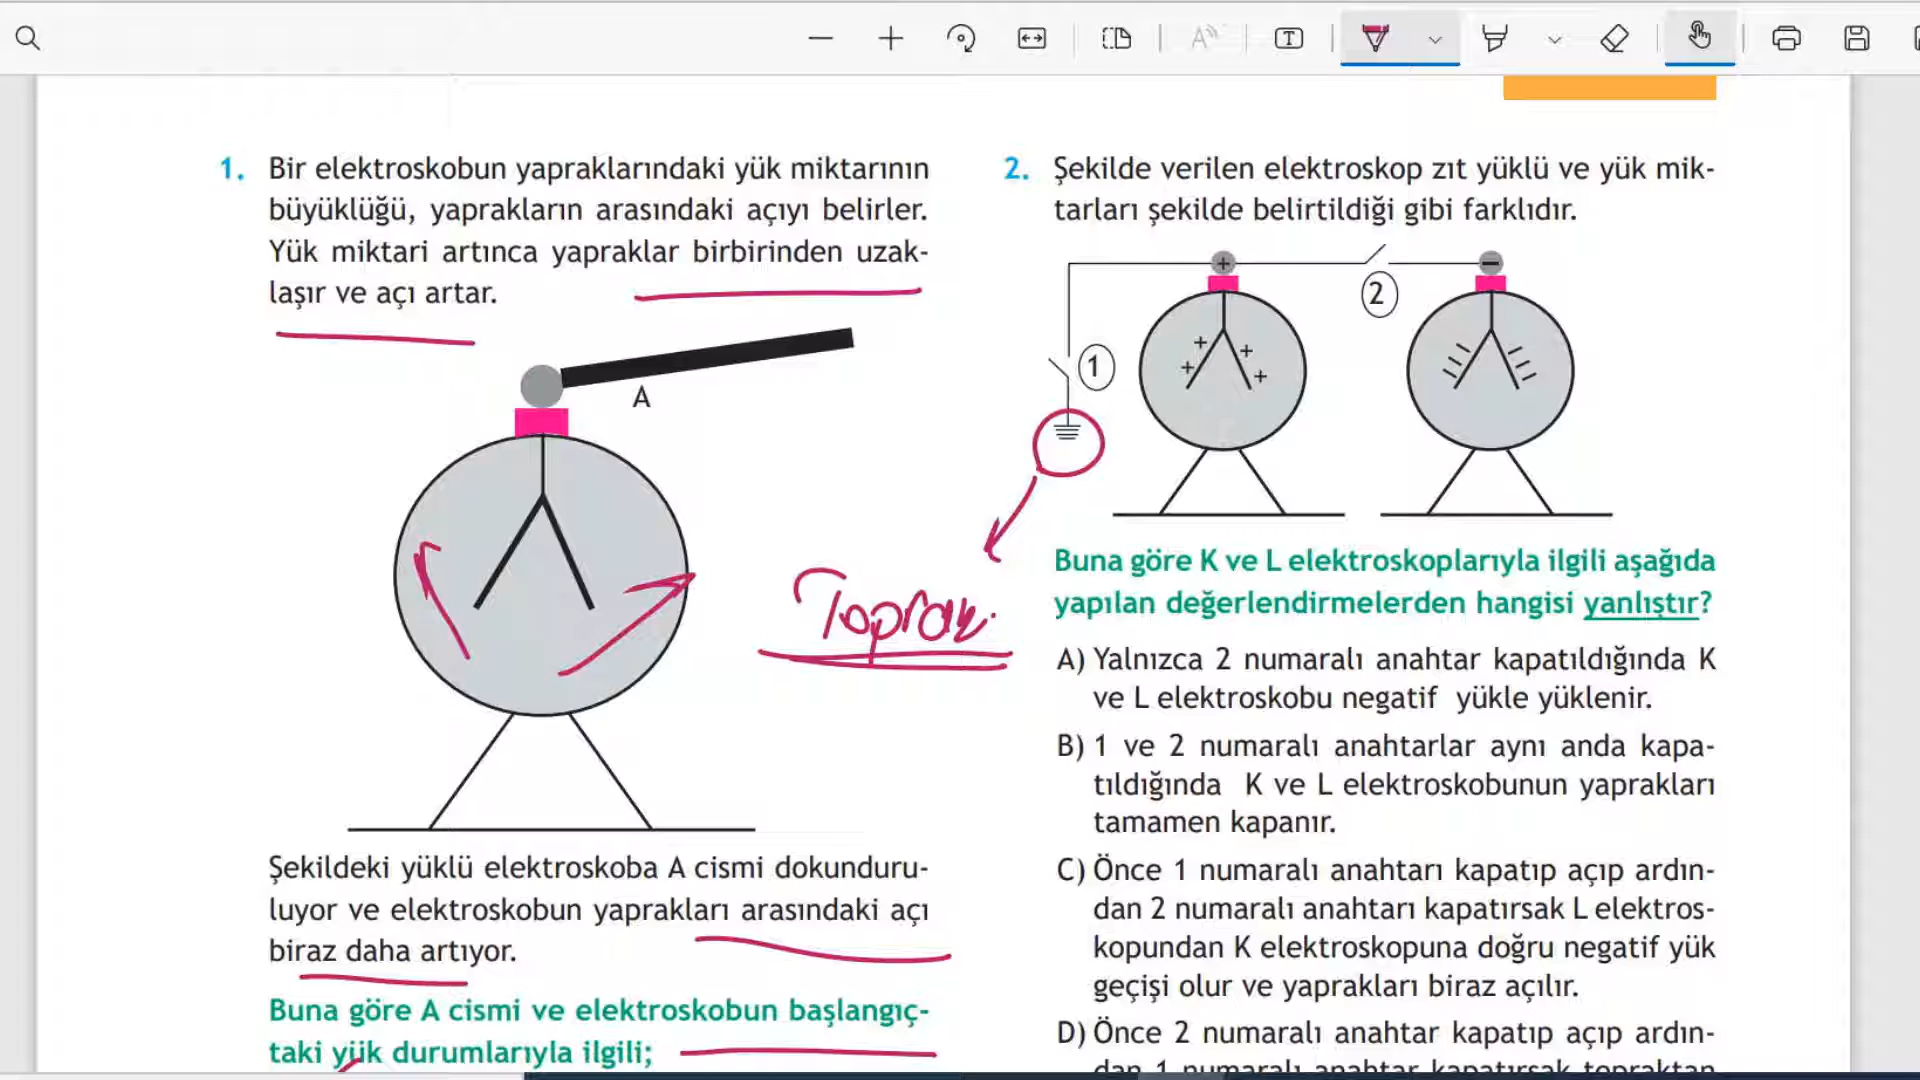 1. Bir elektroskobun yapraklarındaki yük miktarının
büyüklüğü, yaprakların arasındaki açıyı belirler.
Yük miktari artınca yapraklar birbirinden uzak-
laşır ve açı artar.
A
Toprak
Şekildeki yüklü elektroskoba A cismi dokunduru-
luyor ve elektroskobun yaprakları arasındaki açı
biraz daha artıyor.
Buna göre A cismi ve elektroskobun başlangıç-
taki yük durumlarıyla ilgili;
2. Şekilde verilen elektroskop zıt yüklü ve yük mik-
tarları şekilde belirtildiği gibi farklıdır.
1
2
Buna göre K ve L elektroskoplarıyla ilgili aşağıda
yapılan değerlendirmelerden hangisi yanlıştır?
A) Yalnızca 2 numaralı anahtar kapatıldığında K
ve L elektroskobu negatif yükle yüklenir.
B) 1 ve 2 numaralı anahtarlar aynı anda kapa-
tıldığında K ve L elektroskobunun yaprakları
tamamen kapanır.
C) Önce 1 numaralı anahtarı kapatıp açıp ardın-
dan 2 numaralı anahtarı kapatırsak L elektros-
kopundan K elektroskopuna doğru negatif yük
geçişi olur ve yaprakları biraz açılır.
D) Önce 2 numaralı anahtar kapatıp açıp ardın-
dan 1 numaralı anahtar kapatırsak topraktan